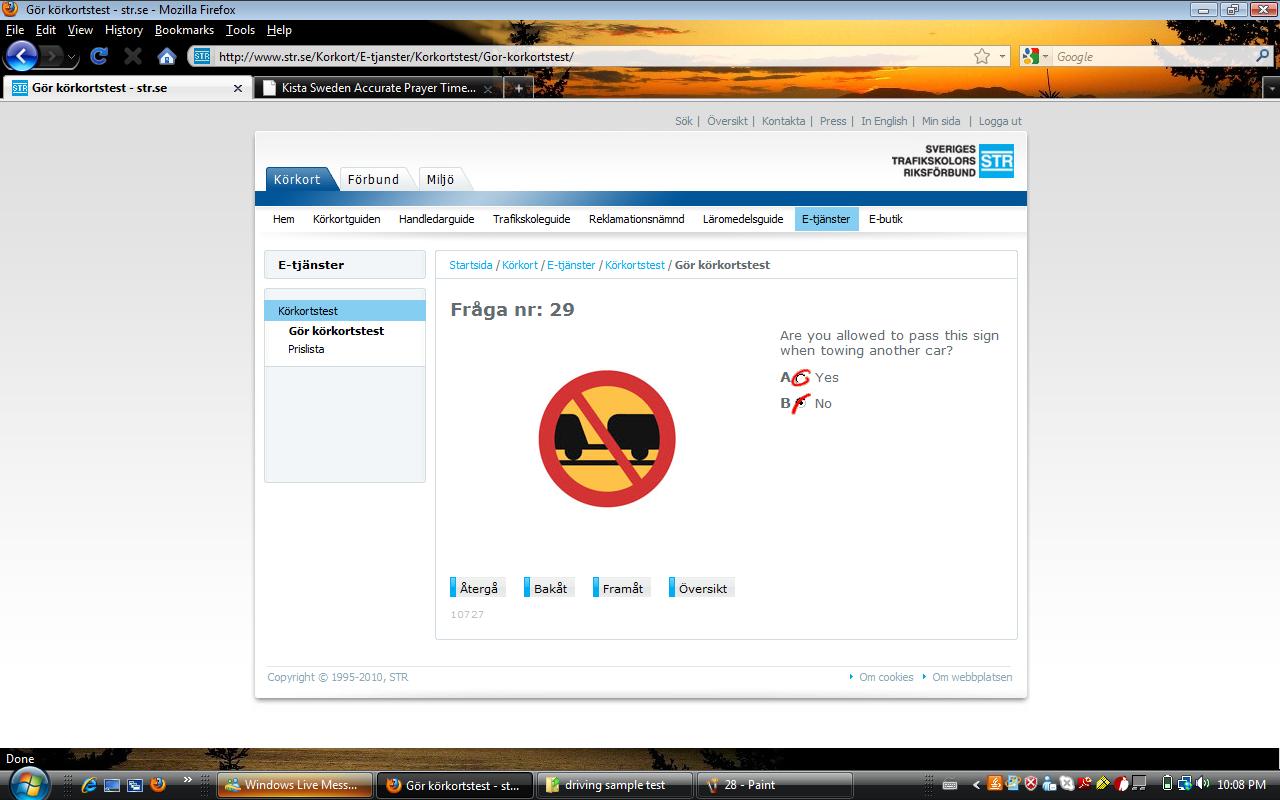 Gör körkortstest - str.se - Mozilla Firefox
File Edit View History Bookmarks Tools Help
STR http://www.str.se/Korkort/E-tjanster/Korkortstest/Gor-korkortstest/ Google
STR Gör körkortstest - str.se Kista Sweden Accurate Prayer Time...
Sök | Översikt | Kontakta | Press | In English | Min sida | Logga ut
SVERIGES
TRAFIKSKOLORS STR
RIKSFÖRBUND
Körkort Förbund Miljö
Hem Körkortguiden Handledarguide Trafikskoleguide Reklamationsnämnd Läromedelsguide E-tjänster E-butik
E-tjänster
Körkortstest
Gör körkortstest
Prislista
Startsida / Körkort / E-tjänster / Körkortstest / Gör körkortstest
Fråga nr: 29
Are you allowed to pass this sign
when towing another car?
A Yes
B No
Återgå Bakåt Framåt Översikt
10727
Copyright © 1995-2010, STR Om cookies Om webbplatsen
Done
Windows Live Mess... Gör körkortstest - st... driving sample test 28 - Paint 10:08 PM